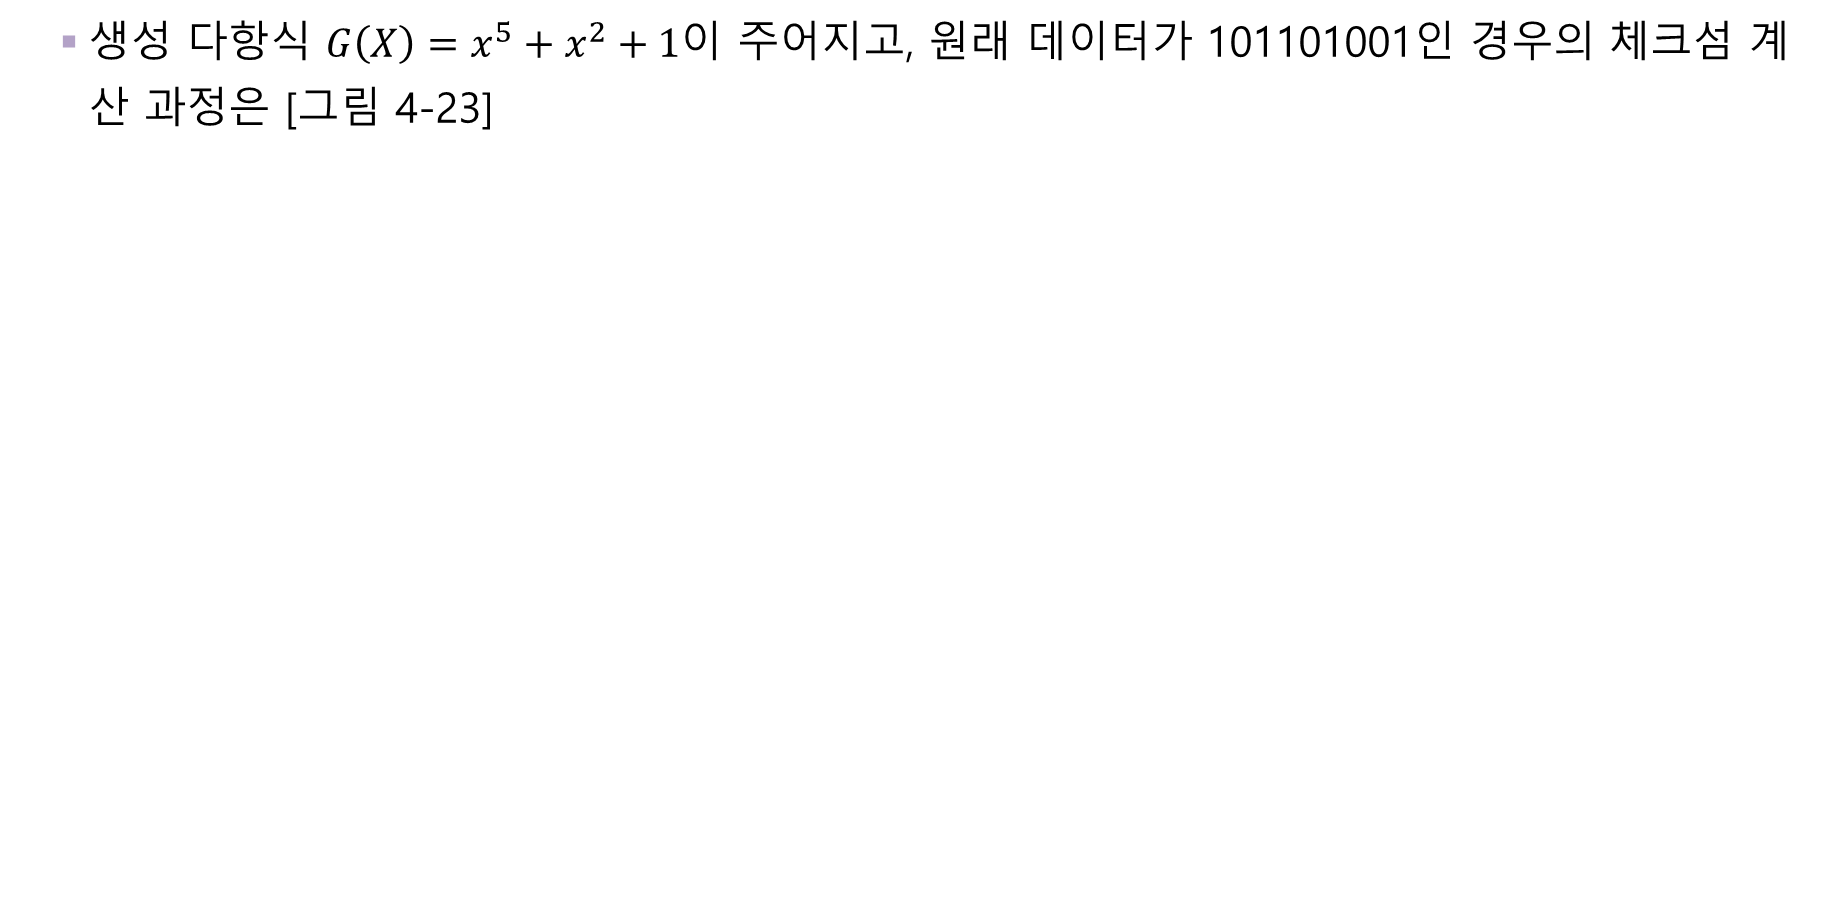 ▪ 생성 다항식 G(X) = x⁵ + x² + 1이 주어지고, 원래 데이터가 101101001인 경우의 체크섬 계
산 과정은 [그림 4-23]